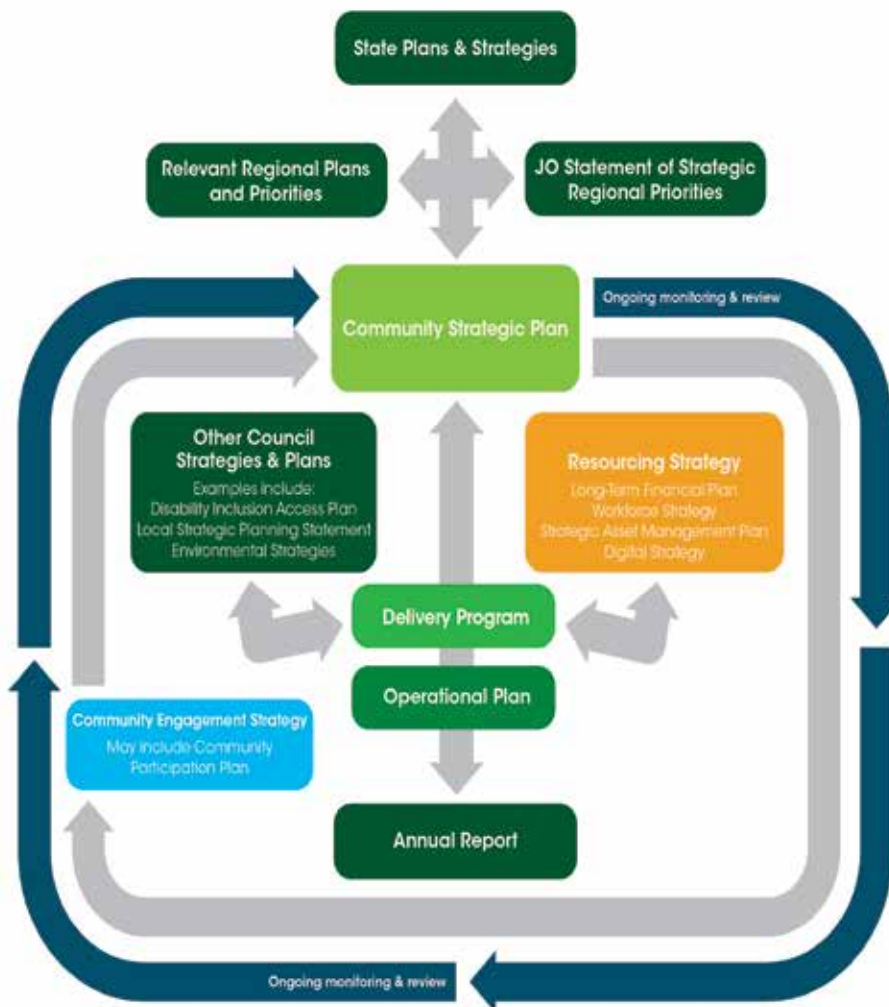 State Plans & Strategies
Relevant Regional Plans
and Priorities
JO Statement of Strategic
Regional Priorities
Community Strategic Plan
Ongoing monitoring & review
Other Council
Strategies & Plans
Examples include:
Disability Inclusion Access Plan
Local Strategic Planning Statement
Environmental Strategies
Resourcing Strategy
Long-Term Financial Plan
Workforce Strategy
Strategic Asset Management Plan
Digital Strategy
Delivery Program
Operational Plan
Community Engagement Strategy
May include Community
Participation Plan
Annual Report
Ongoing monitoring & review